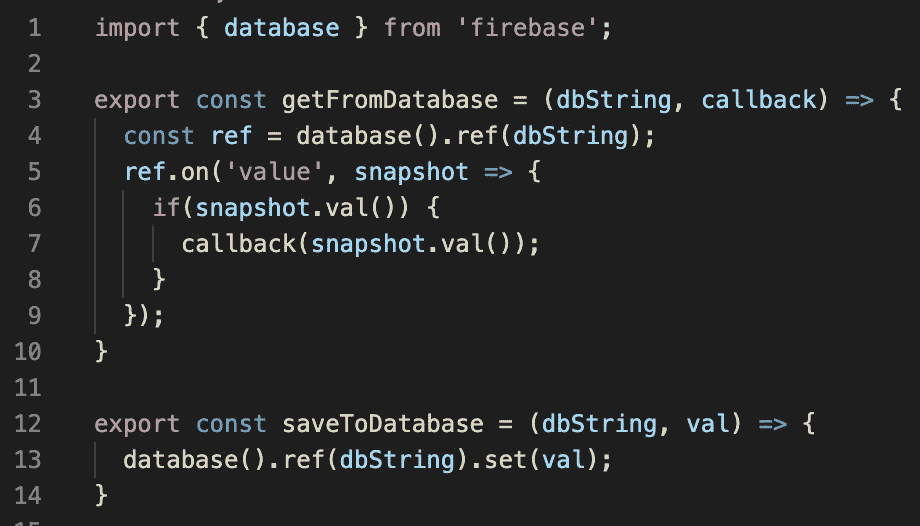 1 import { database } from 'firebase';
2
3 export const getFromDatabase = (dbString, callback) => {
4   const ref = database().ref(dbString);
5   ref.on('value', snapshot => {
6     if(snapshot.val()) {
7       callback(snapshot.val());
8     }
9   });
10 }
11
12 export const saveToDatabase = (dbString, val) => {
13   database().ref(dbString).set(val);
14 }
15